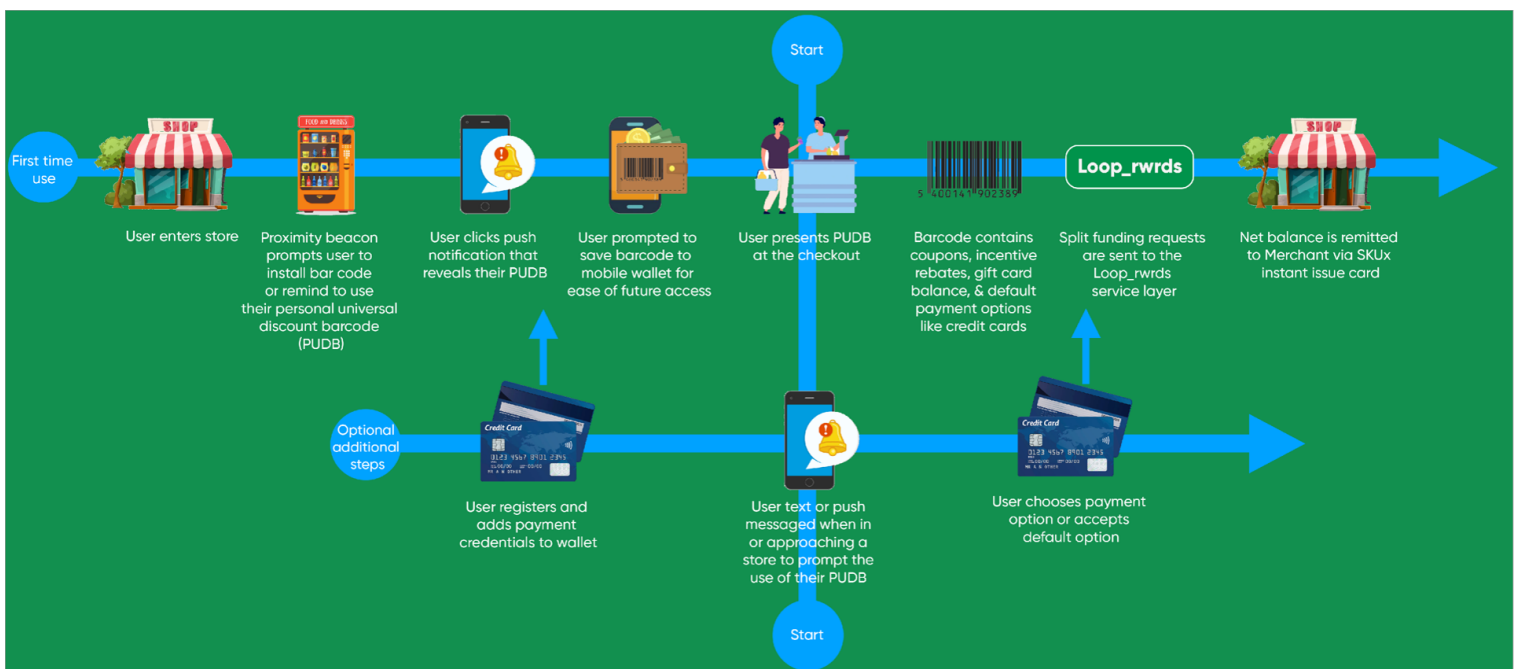 Start
First time
use
SHOP
FOOD AND DRINKS
5 400141 902389
Loop_rwrds
SHOP
User enters store
Proximity beacon
prompts user to
install bar code
or remind to use
their personal universal
discount barcode
(PUDB)
User clicks push
notification that
reveals their PUDB
User prompted to
save barcode to
mobile wallet for
ease of future access
User presents PUDB
at the checkout
Barcode contains
coupons, incentive
rebates, gift card
balance, & default
payment options
like credit cards
Split funding requests
are sent to the
Loop_rwrds
service layer
Net balance is remitted
to Merchant via SKUx
instant issue card
Optional
additional
steps
Credit Card
0123 4567 8901 2345
MR A N OTHER
User registers and
adds payment
credentials to wallet
User text or push
messaged when in
or approaching a
store to prompt the
use of their PUDB
Credit Card
0123 4567 8901 2345
MR A N OTHER
User chooses payment
option or accepts
default option
Start